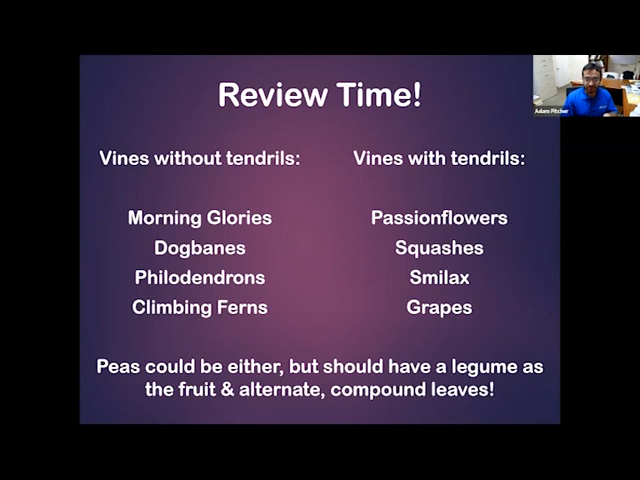 Review Time!
Adam Pitcher
Vines without tendrils:
Vines with tendrils:
Morning Glories
Passionflowers
Dogbanes
Squashes
Philodendrons
Smilax
Climbing Ferns
Grapes
Peas could be either, but should have a legume as
the fruit & alternate, compound leaves!